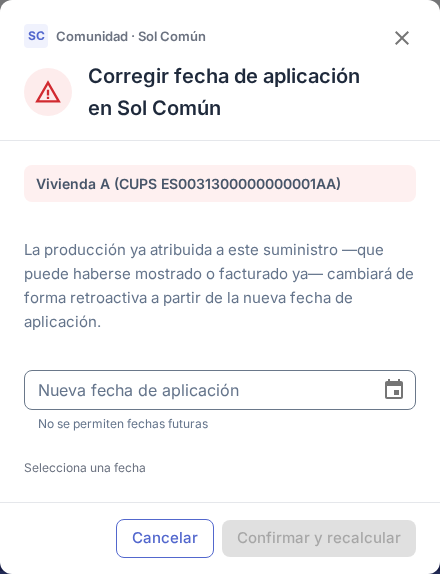 SC Comunidad · Sol Común
Corregir fecha de aplicación
en Sol Común
Vivienda A (CUPS ES0031300000000001AA)
La producción ya atribuida a este suministro —que
puede haberse mostrado o facturado ya— cambiará de
forma retroactiva a partir de la nueva fecha de
aplicación.
Nueva fecha de aplicación
No se permiten fechas futuras
Selecciona una fecha
Cancelar Confirmar y recalcular